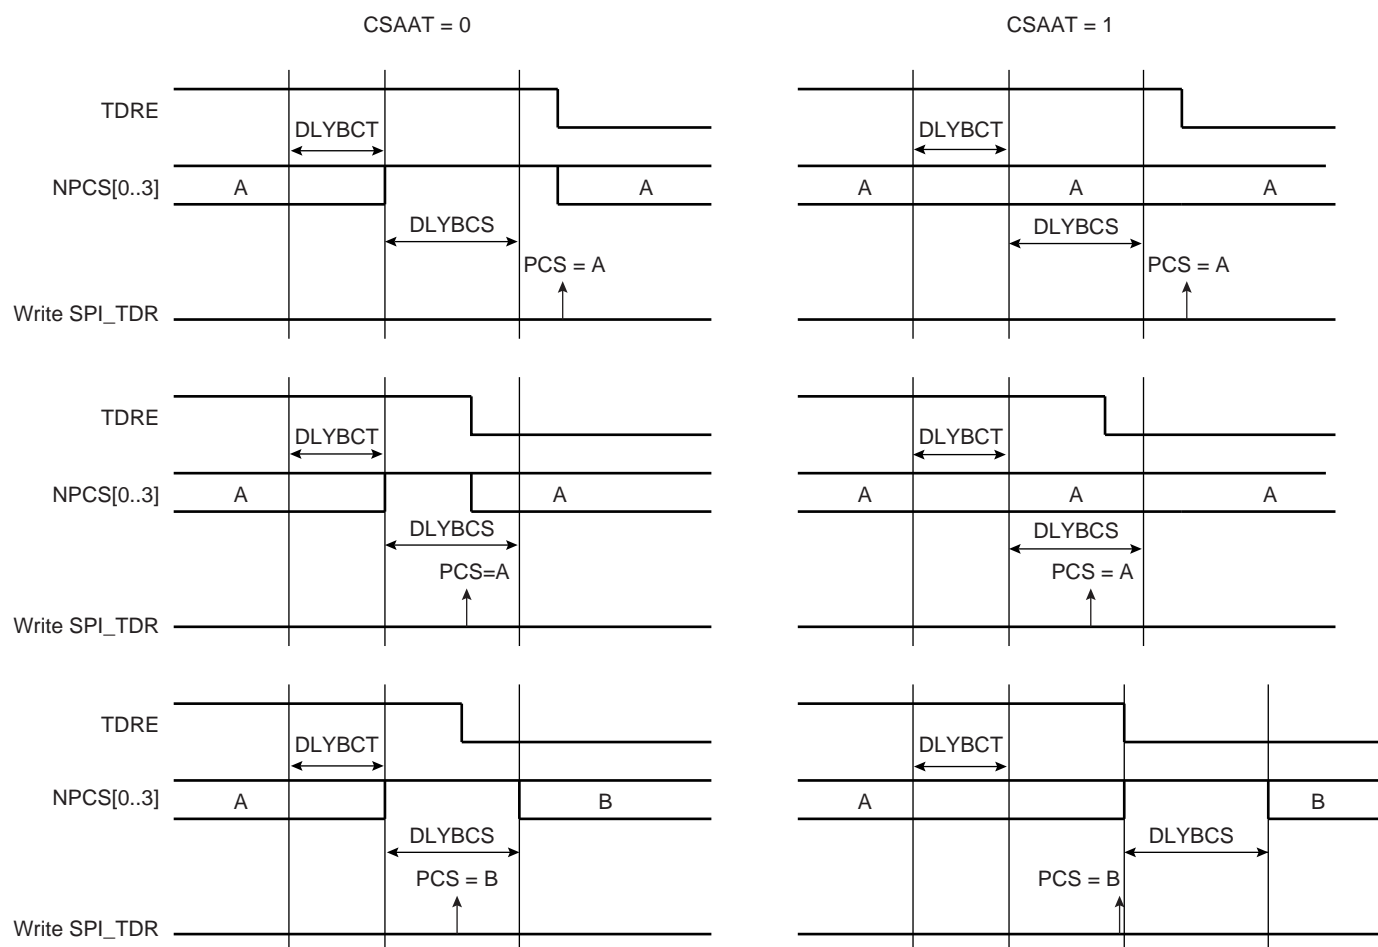 CSAAT = 0 CSAAT = 1
TDRE
DLYBCT DLYBCT
NPCS[0..3] A A A A A
DLYBCS DLYBCS
PCS = A PCS = A
Write SPI_TDR
TDRE
DLYBCT DLYBCT
NPCS[0..3] A A A A A
DLYBCS DLYBCS
PCS=A PCS = A
Write SPI_TDR
TDRE
DLYBCT DLYBCT
NPCS[0..3] A B A B
DLYBCS DLYBCS
PCS = B PCS = B
Write SPI_TDR